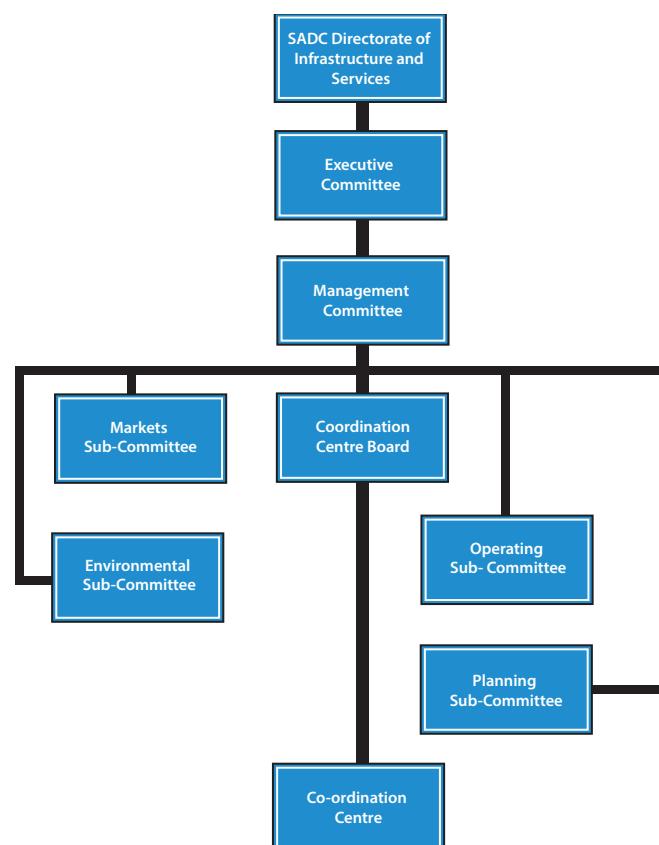 SADC Directorate of
Infrastructure and
Services
Executive
Committee
Management
Committee
Markets
Sub-Committee
Coordination
Centre Board
Environmental
Sub-Committee
Operating
Sub- Committee
Planning
Sub-Committee
Co-ordination
Centre